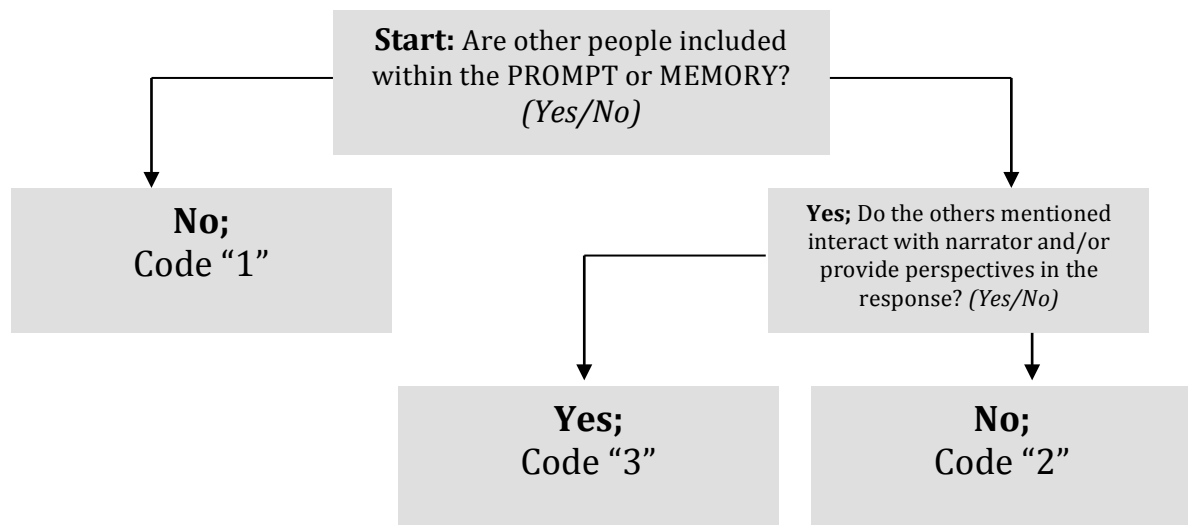 Start: Are other people included
within the PROMPT or MEMORY?
(Yes/No)
No;
Code “1”
Yes; Do the others mentioned
interact with narrator and/or
provide perspectives in the
response? (Yes/No)
Yes;
Code “3”
No;
Code “2”